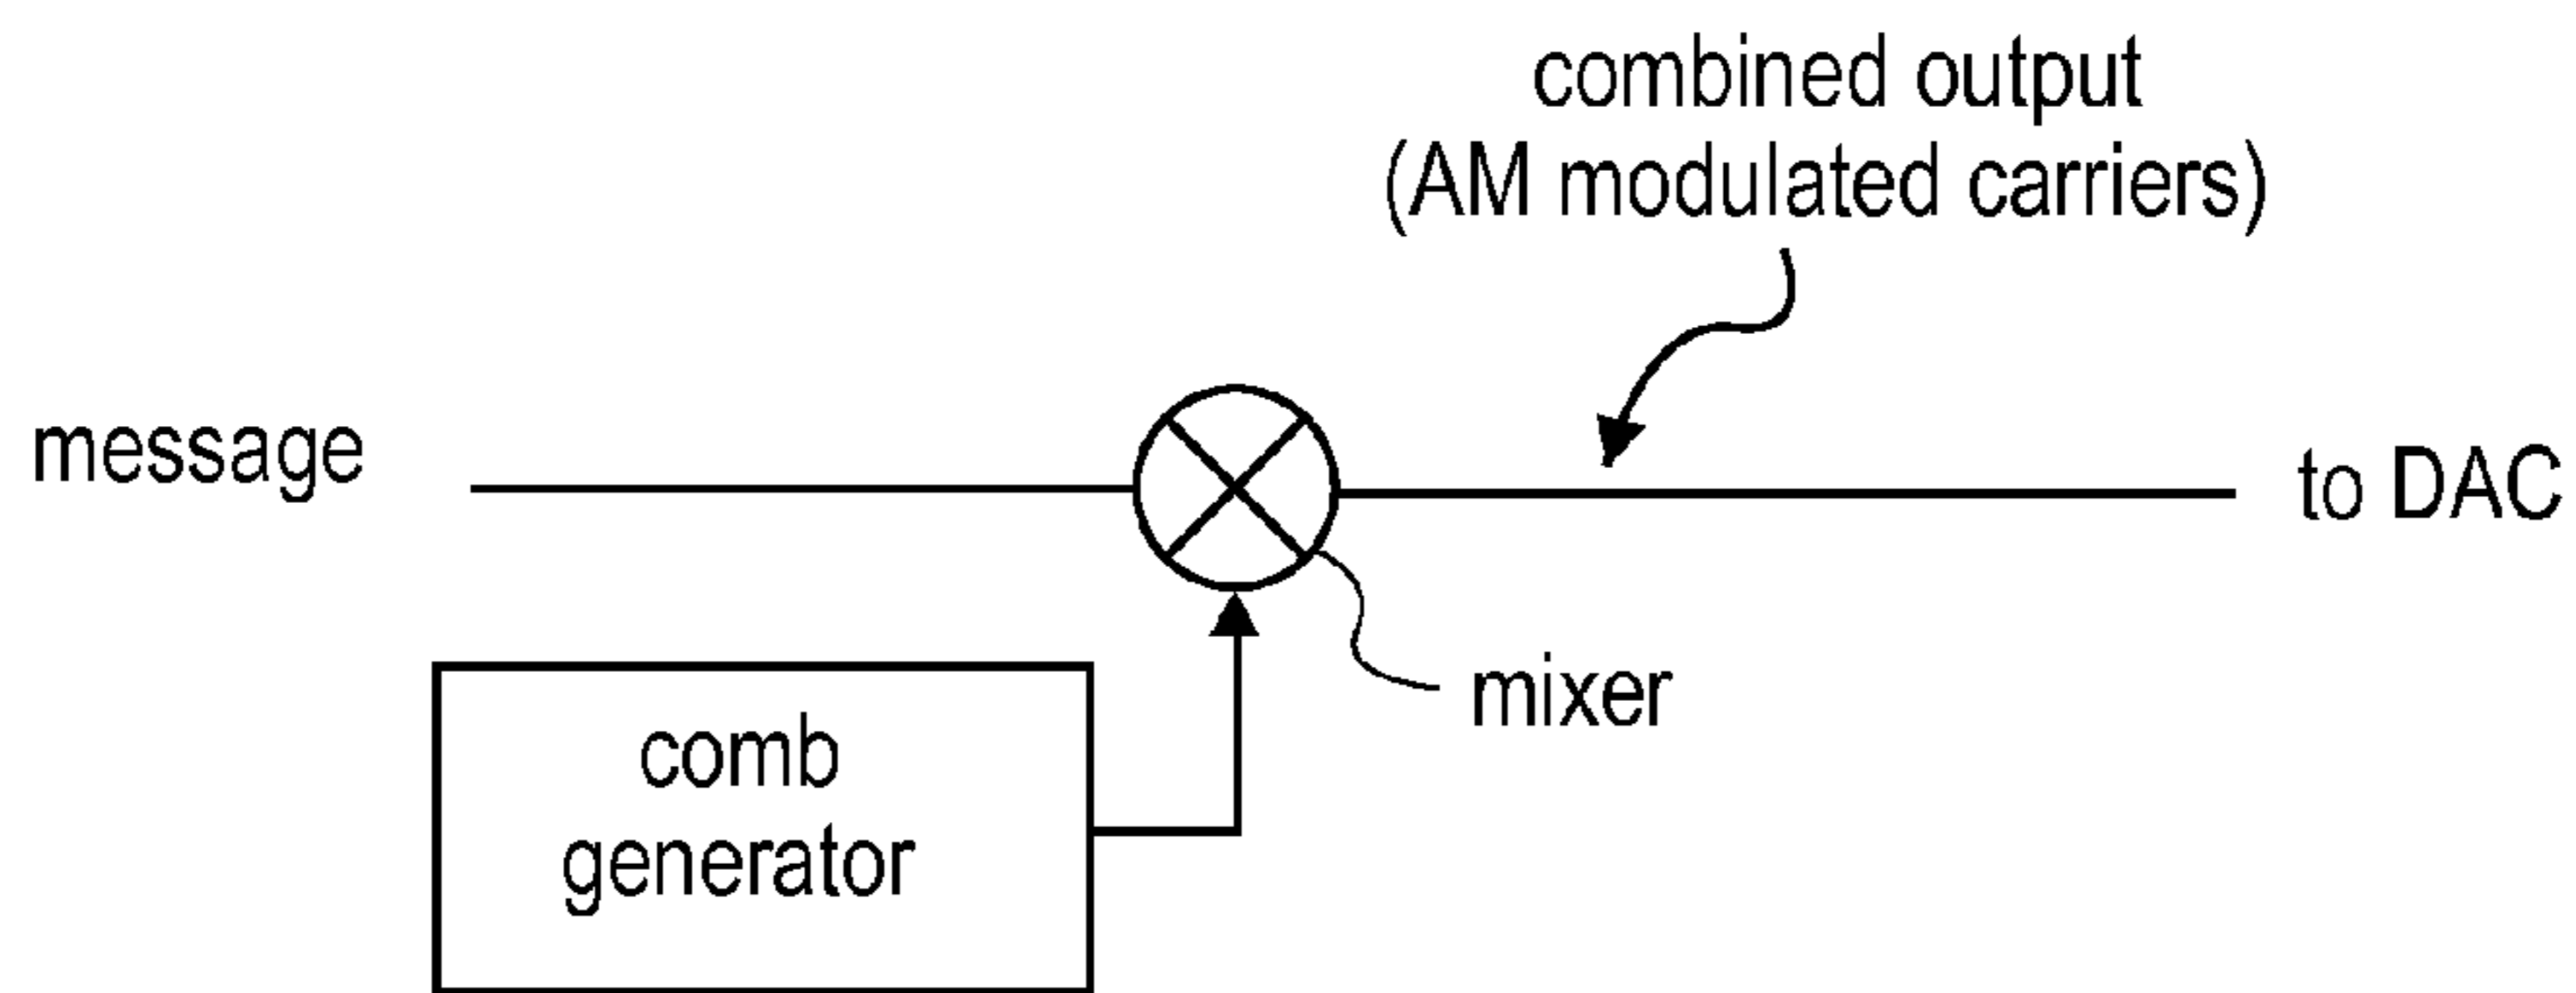 combined output
(AM modulated carriers)
message
to DAC
mixer
comb
generator